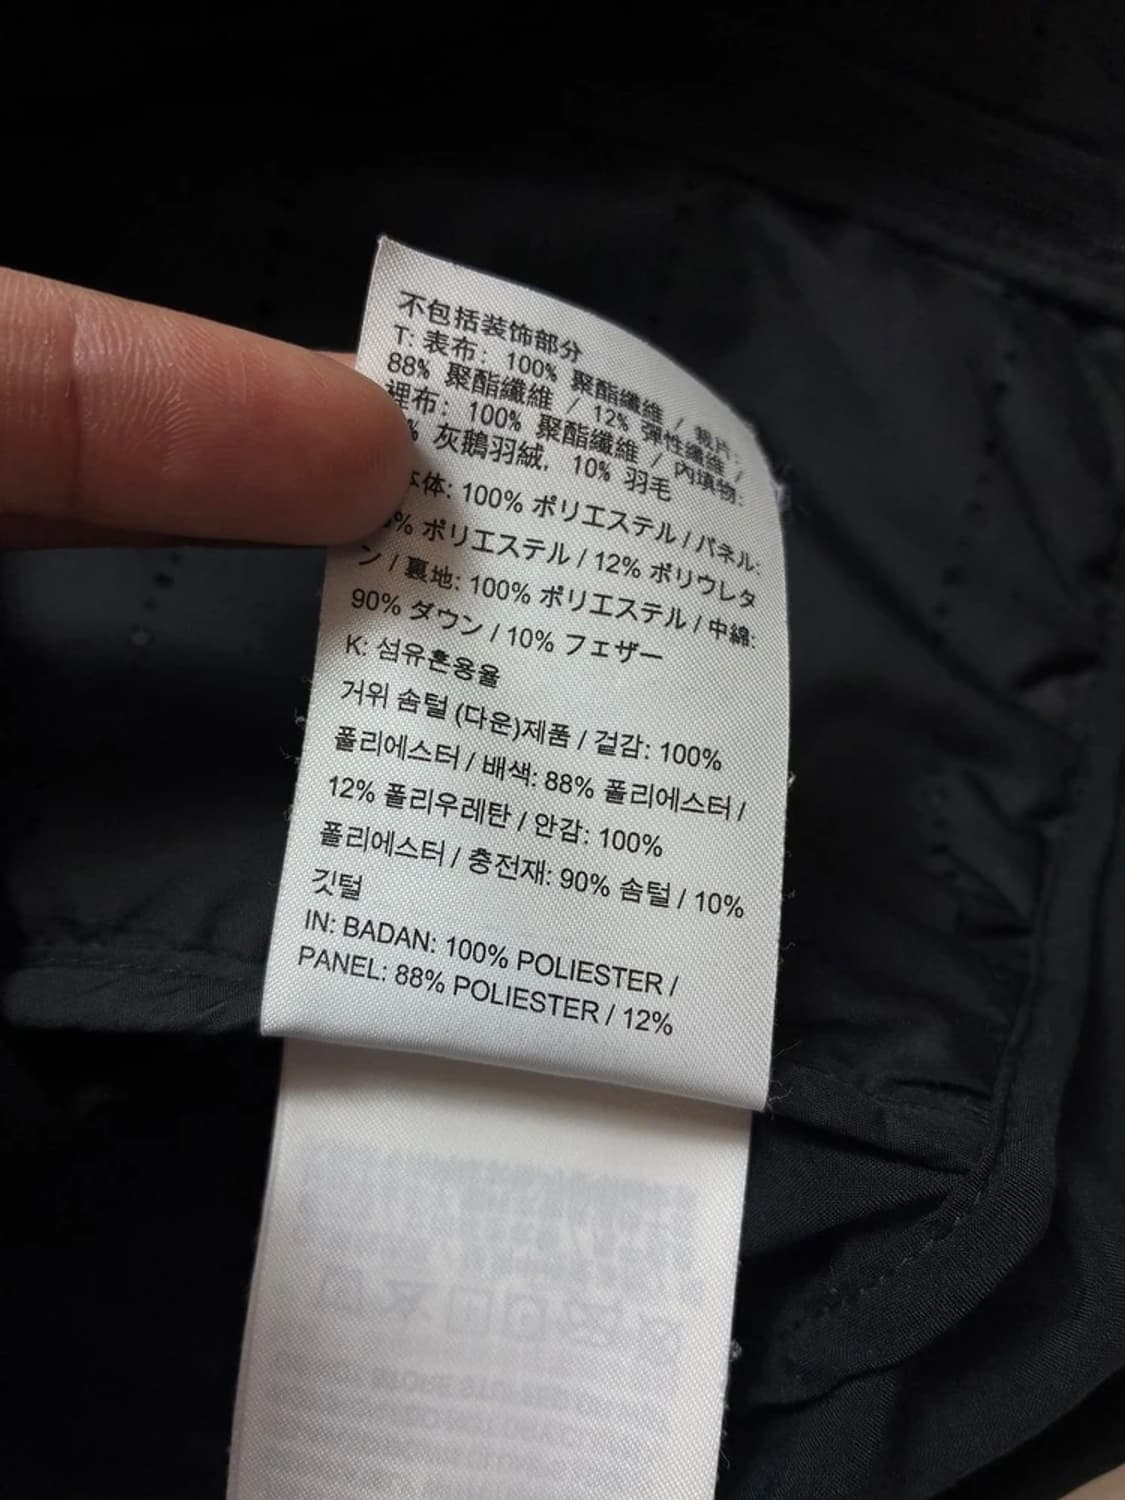 不包括装饰部分
T: 表布: 100% 聚酯纖維 / 裁片:
88% 聚酯纖維 / 12% 彈性纖維 /
裡布: 100% 聚酯纖維 / 內填物:
% 灰鵝羽絨, 10% 羽毛
本体: 100% ポリエステル / パネル:
8% ポリエステル / 12% ポリウレタ
ン / 裏地: 100% ポリエステル / 中綿:
90% ダウン / 10% フェザー
K: 섬유혼용율
거위 솜털 (다운)제품 / 겉감: 100%
폴리에스터 / 배색: 88% 폴리에스터 /
12% 폴리우레탄 / 안감: 100%
폴리에스터 / 충전재: 90% 솜털 / 10%
깃털
IN: BADAN: 100% POLIESTER /
PANEL: 88% POLIESTER / 12%